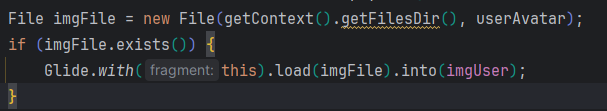 File imgFile = new File(getContext().getFilesDir(), userAvatar);
if (imgFile.exists()) {
    Glide.with( fragment: this).load(imgFile).into(imgUser);
}